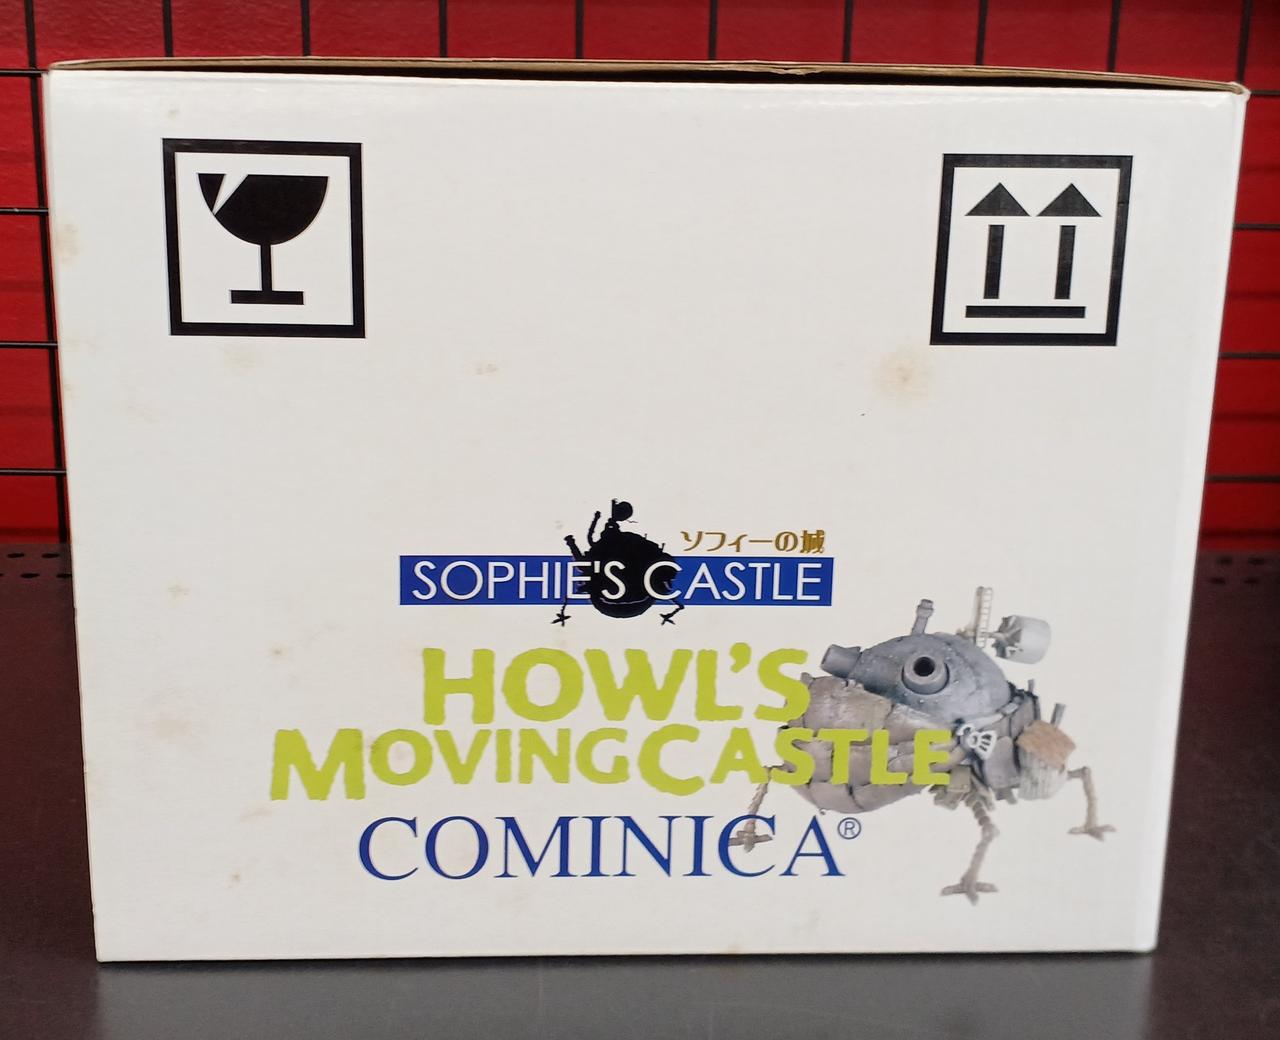 ソフィーの城
SOPHIE'S CASTLE
HOWL'S
MOVING CASTLE
COMINICA®